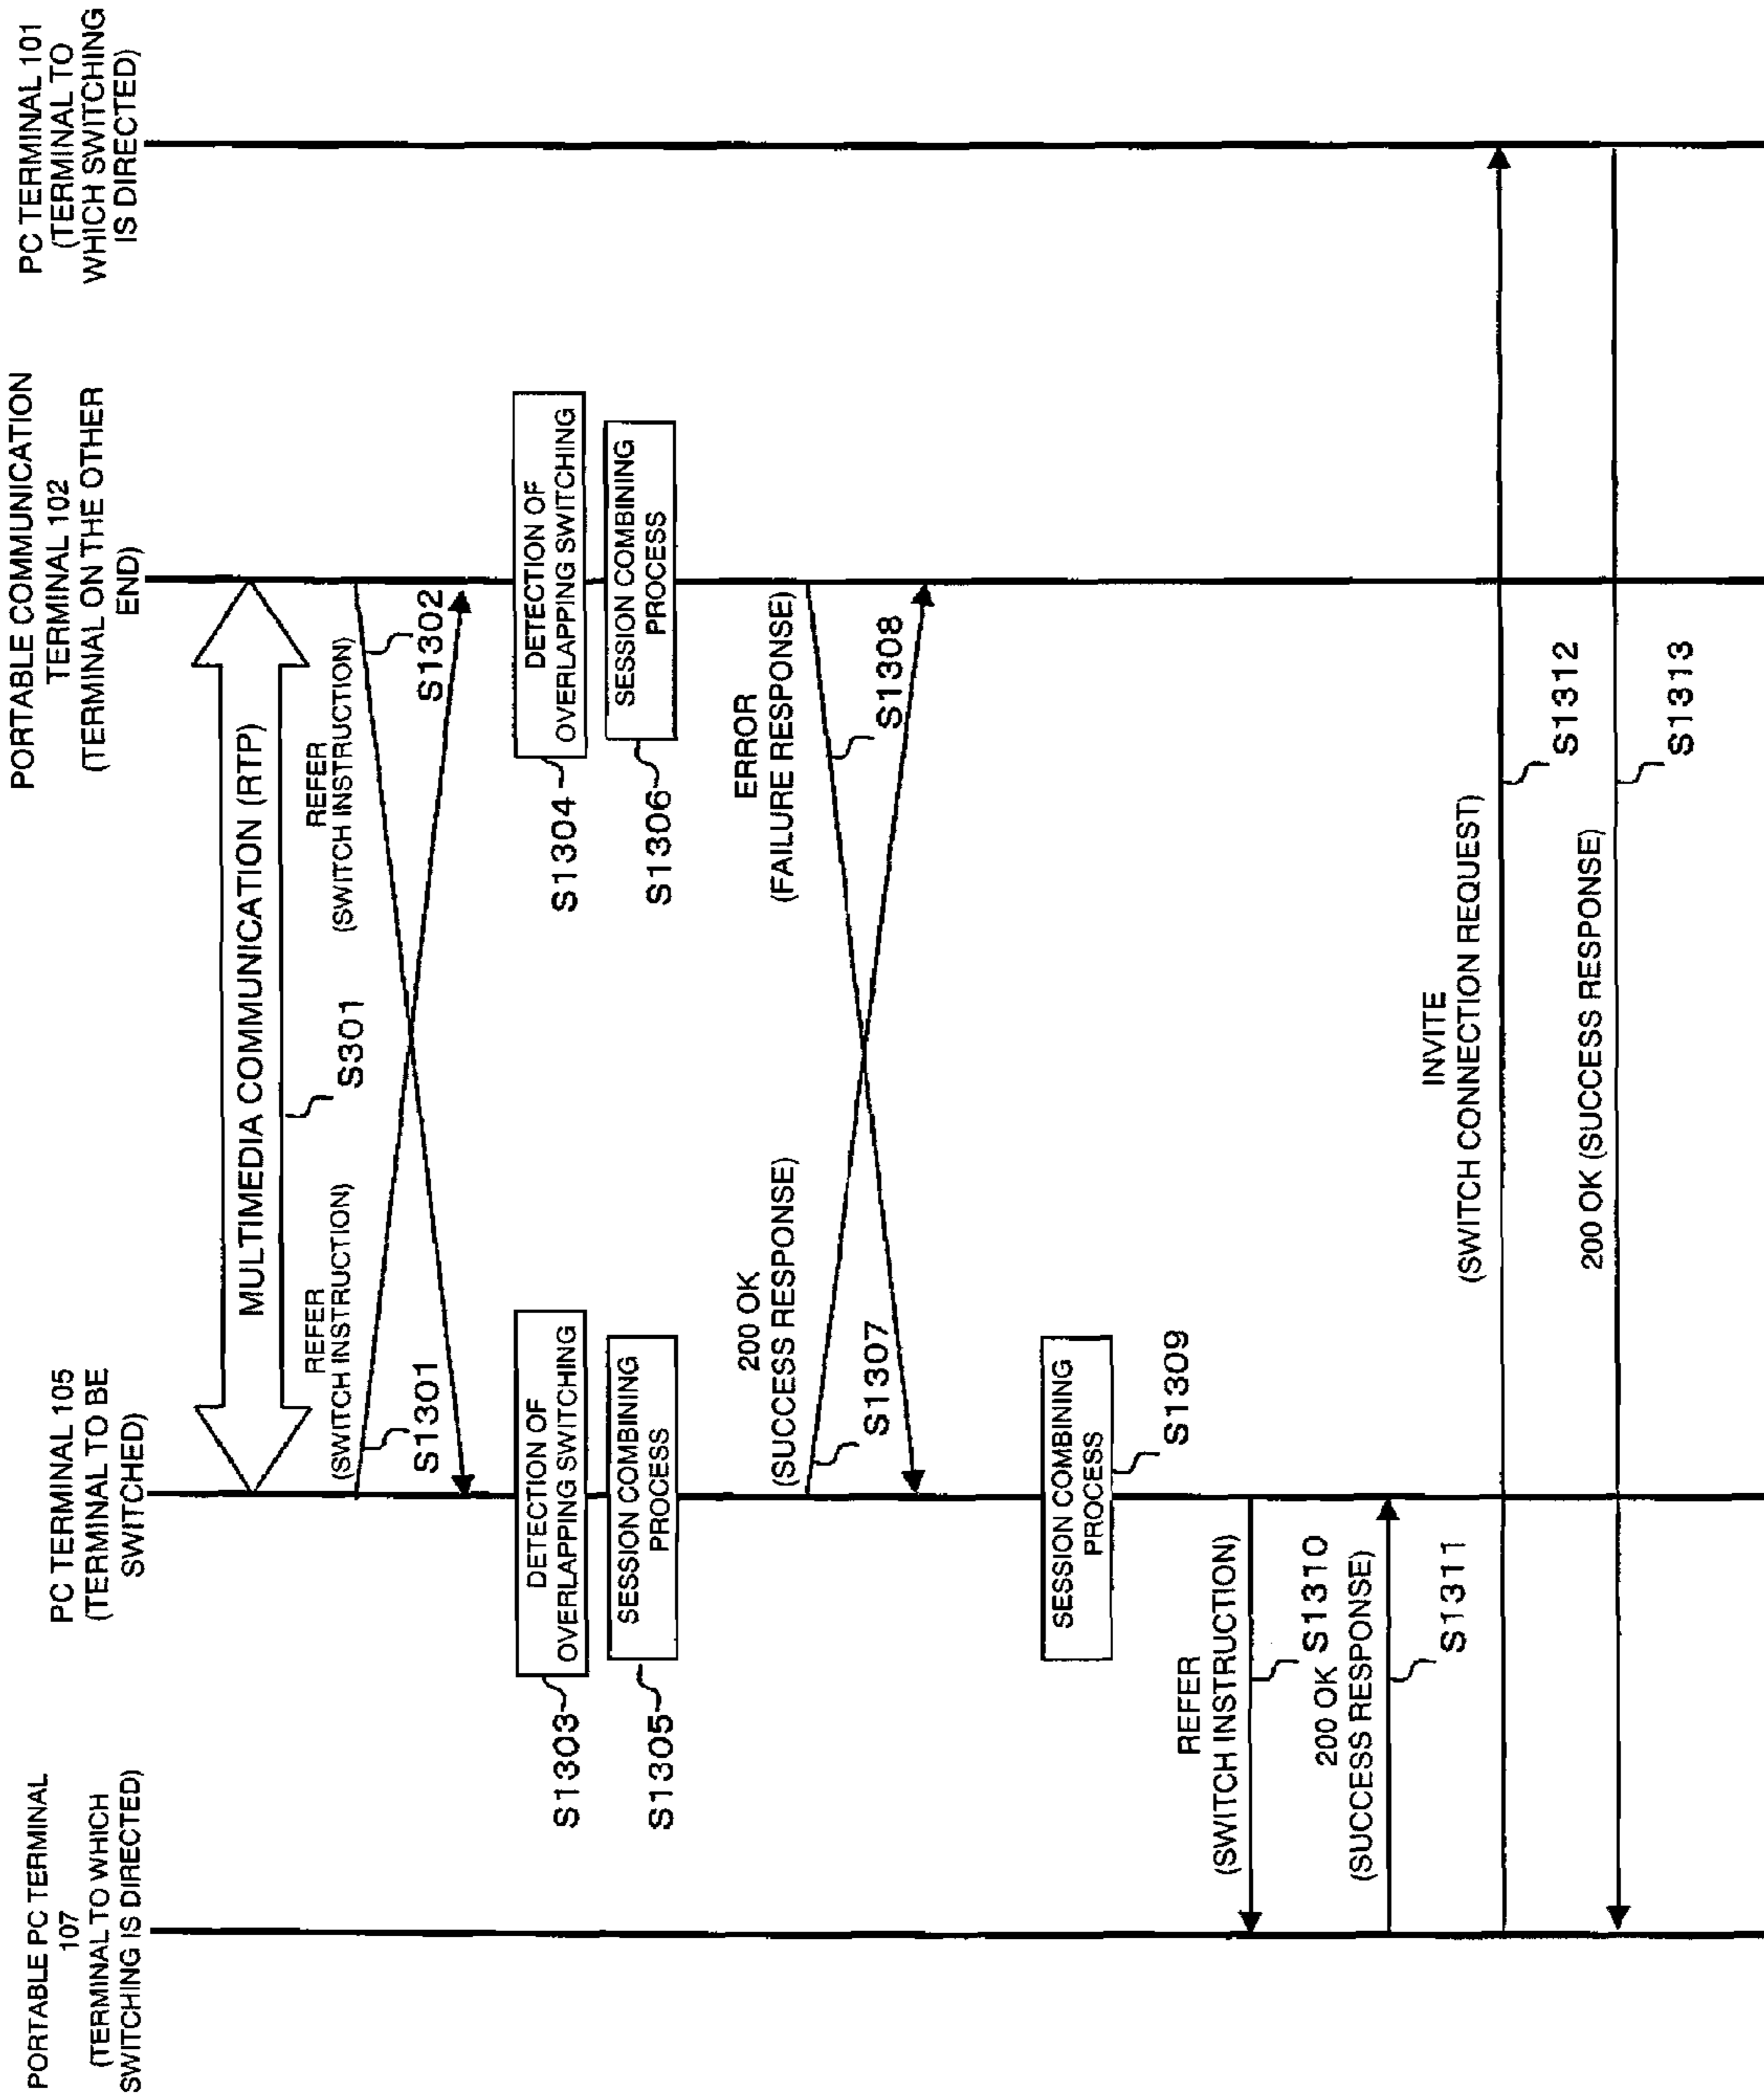 PORTABLE PC TERMINAL
107
(TERMINAL TO WHICH
SWITCHING IS DIRECTED)
PC TERMINAL 105
(TERMINAL TO BE
SWITCHED)
PORTABLE COMMUNICATION
TERMINAL 102
(TERMINAL ON THE OTHER
END)
PC TERMINAL 101
(TERMINAL TO
WHICH SWITCHING
IS DIRECTED)
MULTIMEDIA COMMUNICATION (RTP)
S301
REFER
(SWITCH INSTRUCTION)
S1301
REFER
(SWITCH INSTRUCTION)
S1302
DETECTION OF
OVERLAPPING SWITCHING
S1303
DETECTION OF
OVERLAPPING SWITCHING
S1304
SESSION COMBINING
PROCESS
S1305
SESSION COMBINING
PROCESS
S1306
200 OK
(SUCCESS RESPONSE)
S1307
ERROR
(FAILURE RESPONSE)
S1308
SESSION COMBINING
PROCESS
S1309
REFER
(SWITCH INSTRUCTION)
S1310
200 OK
(SUCCESS RESPONSE)
S1311
INVITE
(SWITCH CONNECTION REQUEST)
S1312
200 OK (SUCCESS RESPONSE)
S1313